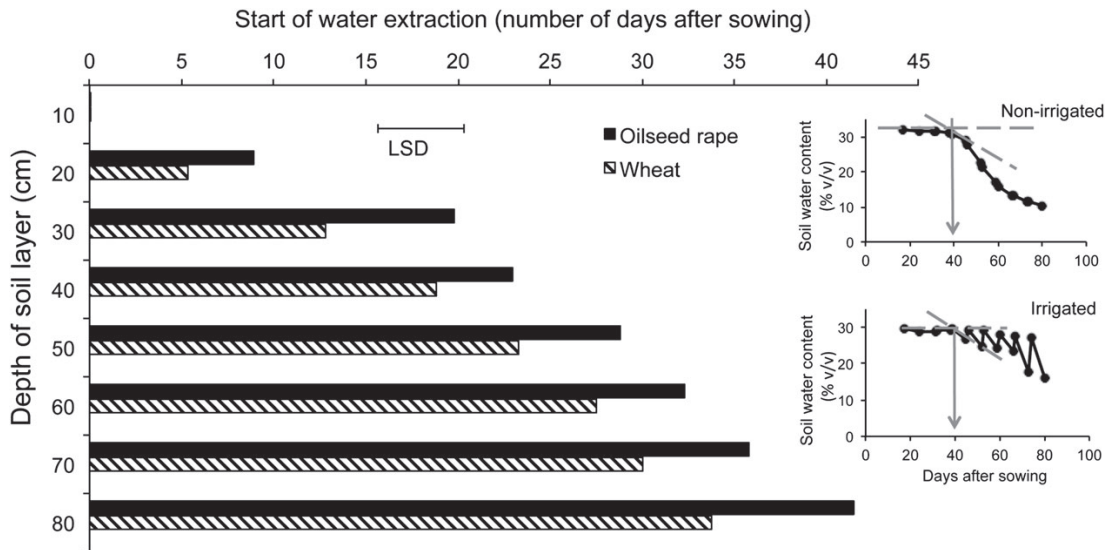 Start of water extraction (number of days after sowing)
0 5 10 15 20 25 30 35 40 45
Depth of soil layer (cm)
10
20
30
40
50
60
70
80
LSD
Oilseed rape
Wheat
Non-irrigated
Soil water content
(% v/v)
30
20
10
0
0 20 40 60 80 100
Irrigated
Soil water content
(% v/v)
30
20
10
0
0 20 40 60 80 100
Days after sowing